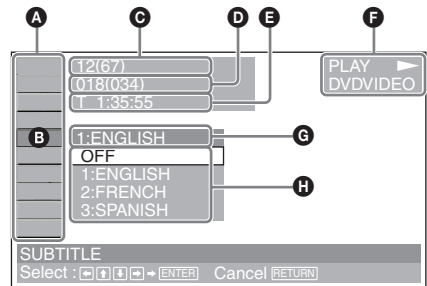 A C D E F
12(67)
018(034)
T 1:35:55
PLAY
DVDVIDEO
B
1:ENGLISH
G
OFF
1:ENGLISH
2:FRENCH
3:SPANISH
H
SUBTITLE
Select : ←↑↓→ → ENTER Cancel RETURN